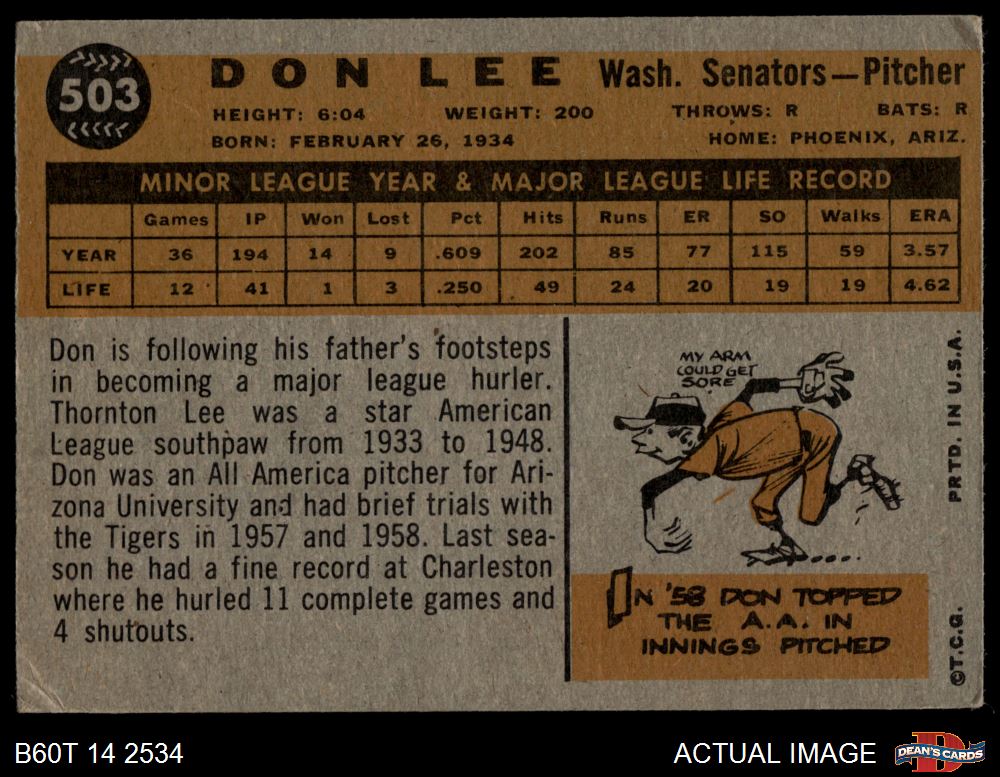 503
DON LEE Wash. Senators—Pitcher
HEIGHT: 6:04 WEIGHT: 200 THROWS: R BATS: R
BORN: FEBRUARY 26, 1934 HOME: PHOENIX, ARIZ.
MINOR LEAGUE YEAR & MAJOR LEAGUE LIFE RECORD
Games IP Won Lost Pct Hits Runs ER SO Walks ERA
YEAR 36 194 14 9 .609 202 85 77 115 59 3.57
LIFE 12 41 1 3 .250 49 24 20 19 19 4.62
Don is following his father's footsteps
in becoming a major league hurler.
Thornton Lee was a star American
League southpaw from 1933 to 1948.
Don was an All America pitcher for Ari-
zona University and had brief trials with
the Tigers in 1957 and 1958. Last sea-
son he had a fine record at Charleston
where he hurled 11 complete games and
4 shutouts.
MY ARM
COULD GET
SORE
IN '58 DON TOPPED
THE A.A. IN
INNINGS PITCHED
©T.C.G. PRTD. IN U.S.A.
B60T 14 2534 ACTUAL IMAGE D DEAN'S CARDS